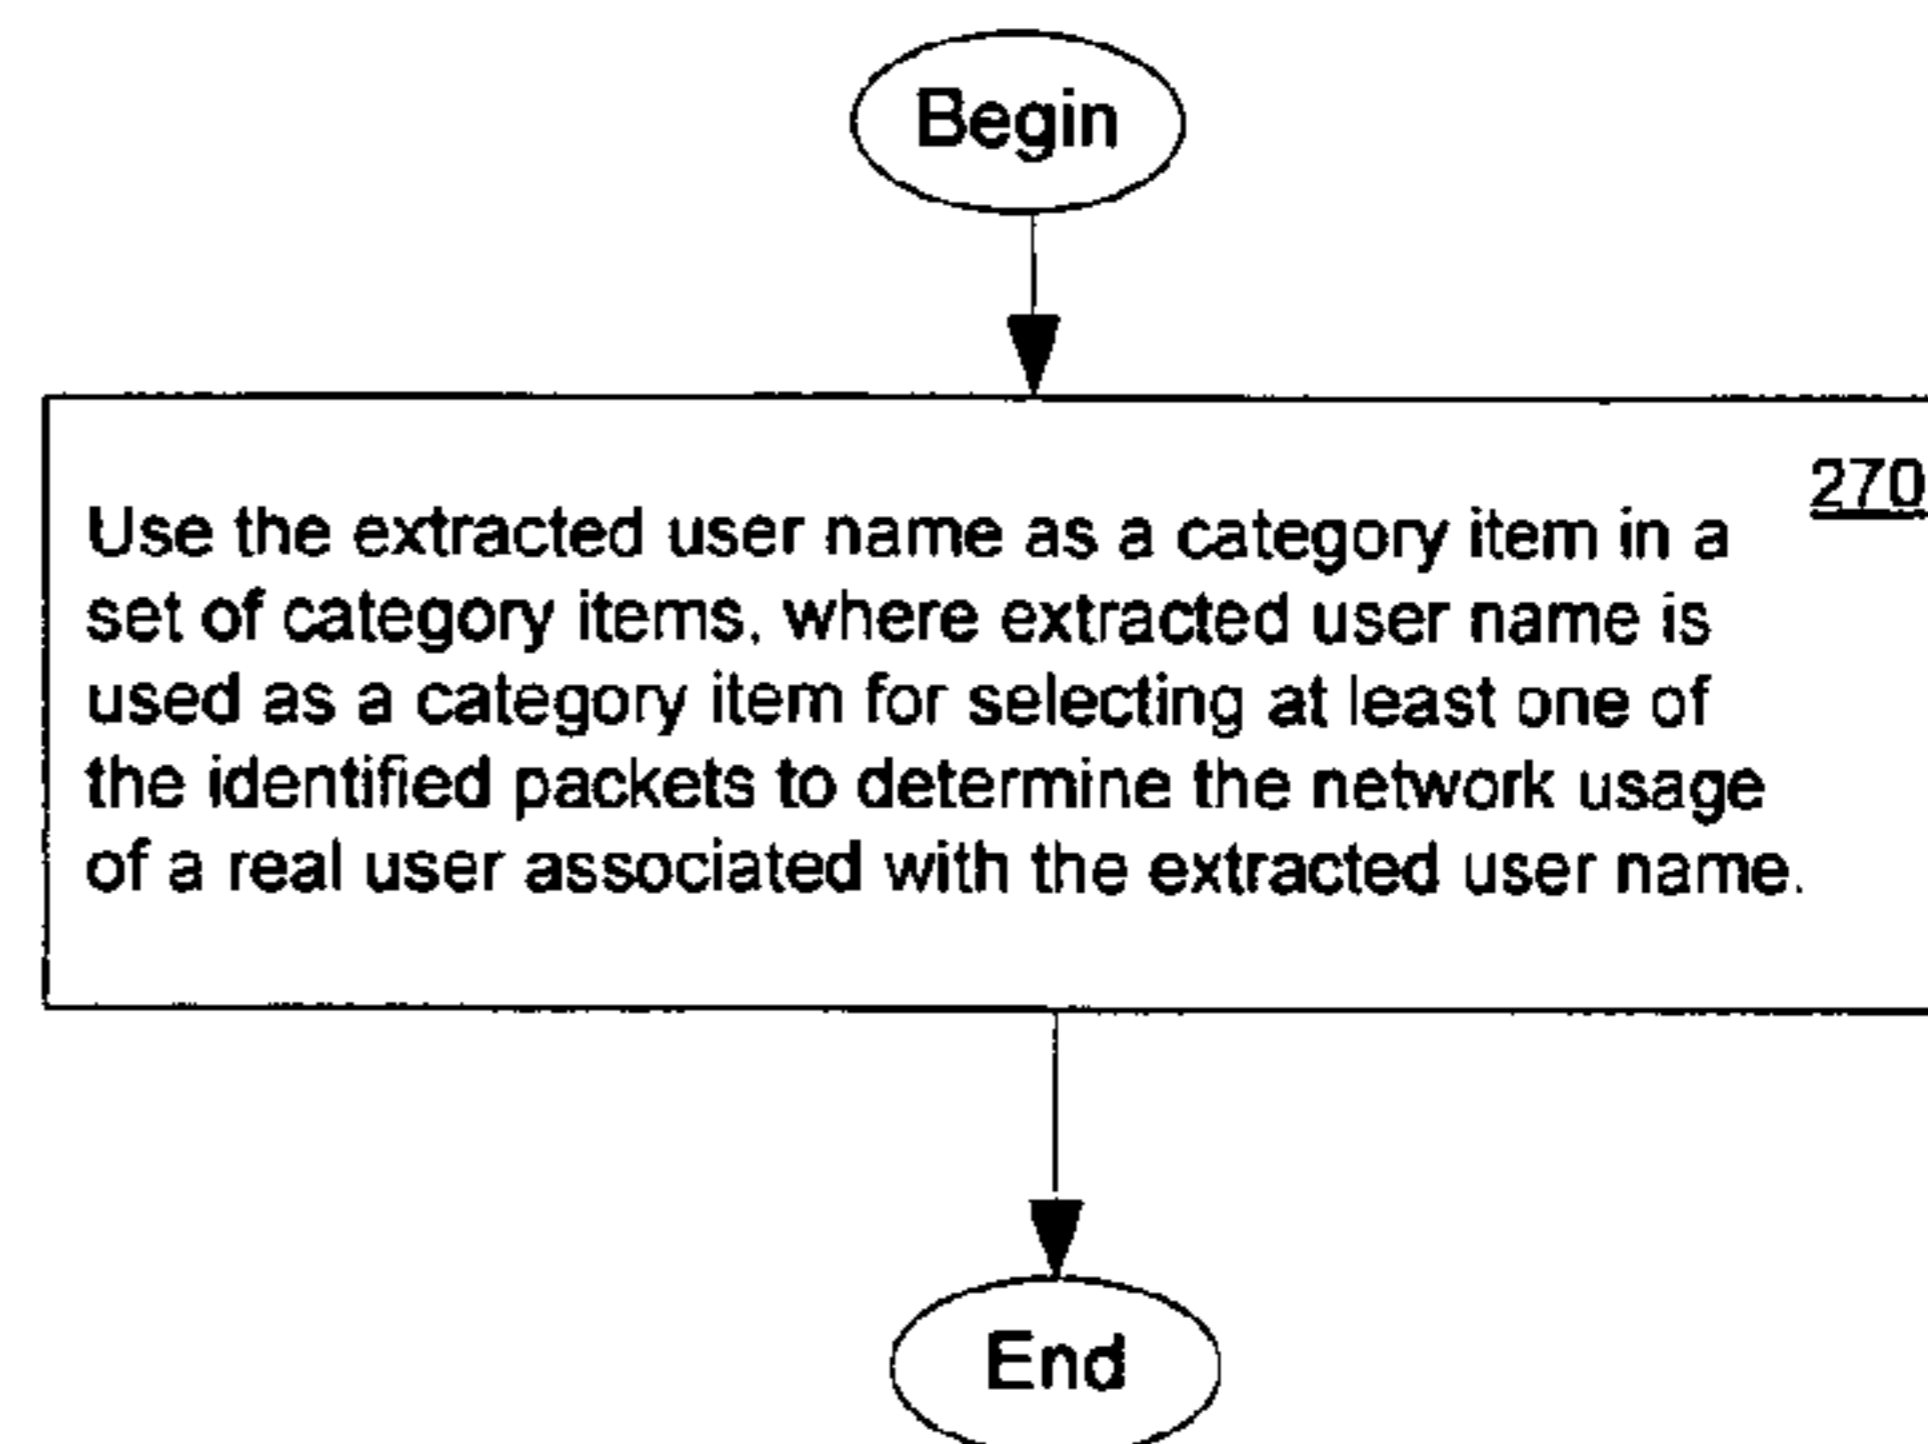 Begin
270
Use the extracted user name as a category item in a
set of category items, where extracted user name is
used as a category item for selecting at least one of
the identified packets to determine the network usage
of a real user associated with the extracted user name.
End